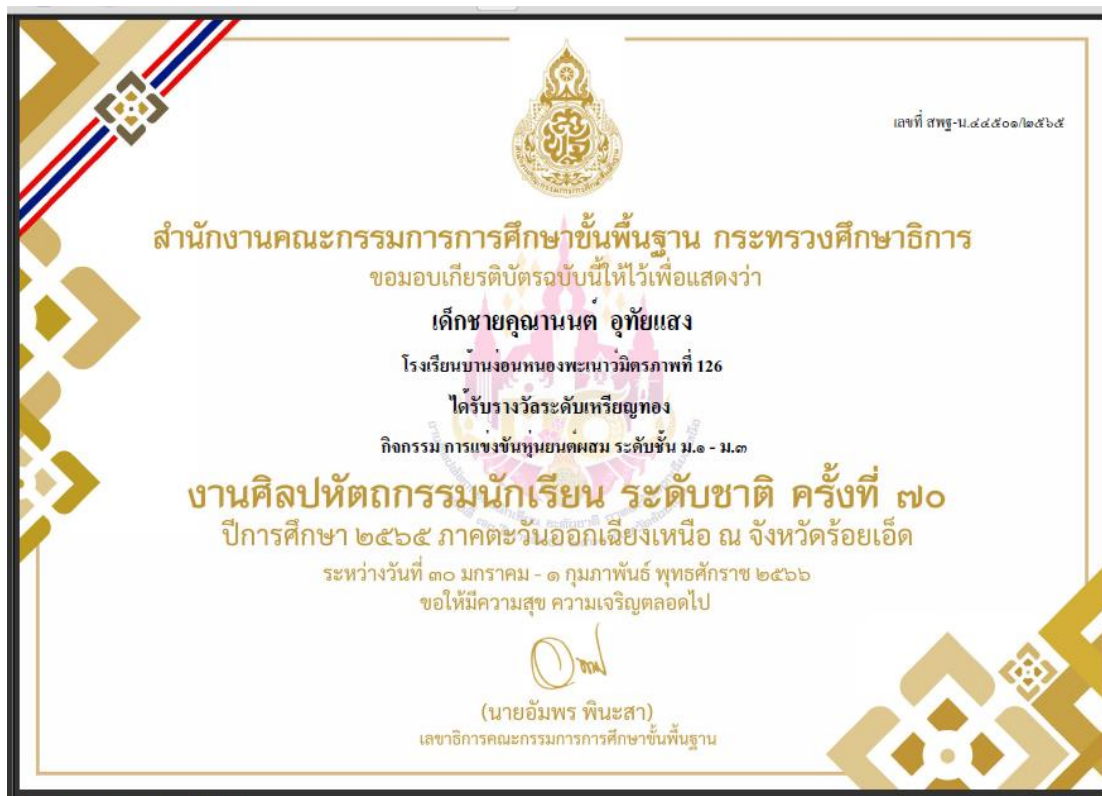 เลขที่ สพฐ-น.๔๔๕๐๑/๒๕๖๕
สำนักงานคณะกรรมการการศึกษาขั้นพื้นฐาน กระทรวงศึกษาธิการ
ขอมอบเกียรติบัตรฉบับนี้ให้ไว้เพื่อแสดงว่า
เด็กชายคุณานนต์ อุทัยแสง
โรงเรียนบ้านง่อนหนองพะเนาว์มิตรภาพที่ 126
ได้รับรางวัลระดับเหรียญทอง
กิจกรรม การแข่งขันหุ่นยนต์ผสม ระดับชั้น ม.๑ - ม.๓
งานศิลปหัตถกรรมนักเรียน ระดับชาติ ครั้งที่ ๗๐
ปีการศึกษา ๒๕๖๕ ภาคตะวันออกเฉียงเหนือ ณ จังหวัดร้อยเอ็ด
ระหว่างวันที่ ๓๐ มกราคม - ๑ กุมภาพันธ์ พุทธศักราช ๒๕๖๖
ขอให้มีความสุข ความเจริญตลอดไป
(นายอัมพร พินะสา)
เลขาธิการคณะกรรมการการศึกษาขั้นพื้นฐาน